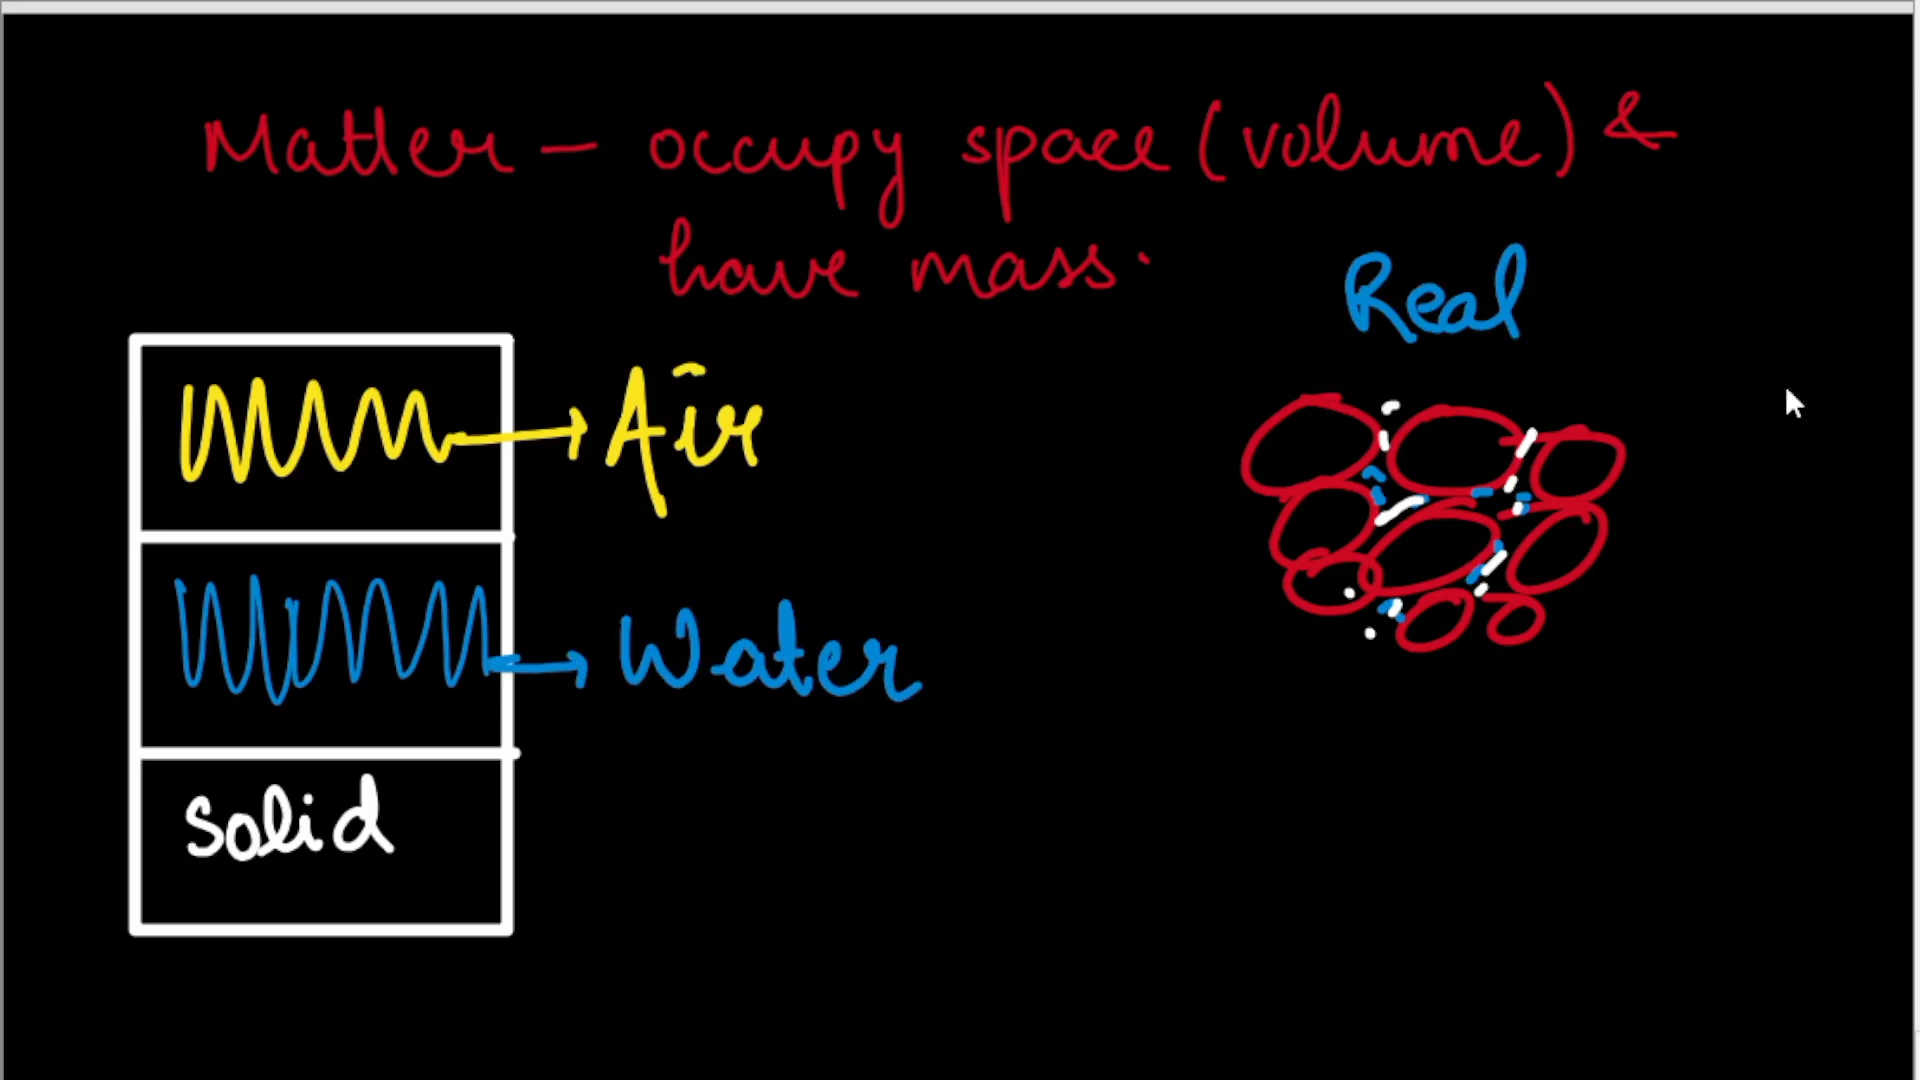 Matter - occupy space (volume) &
have mass.
Real
Air
Water
Solid